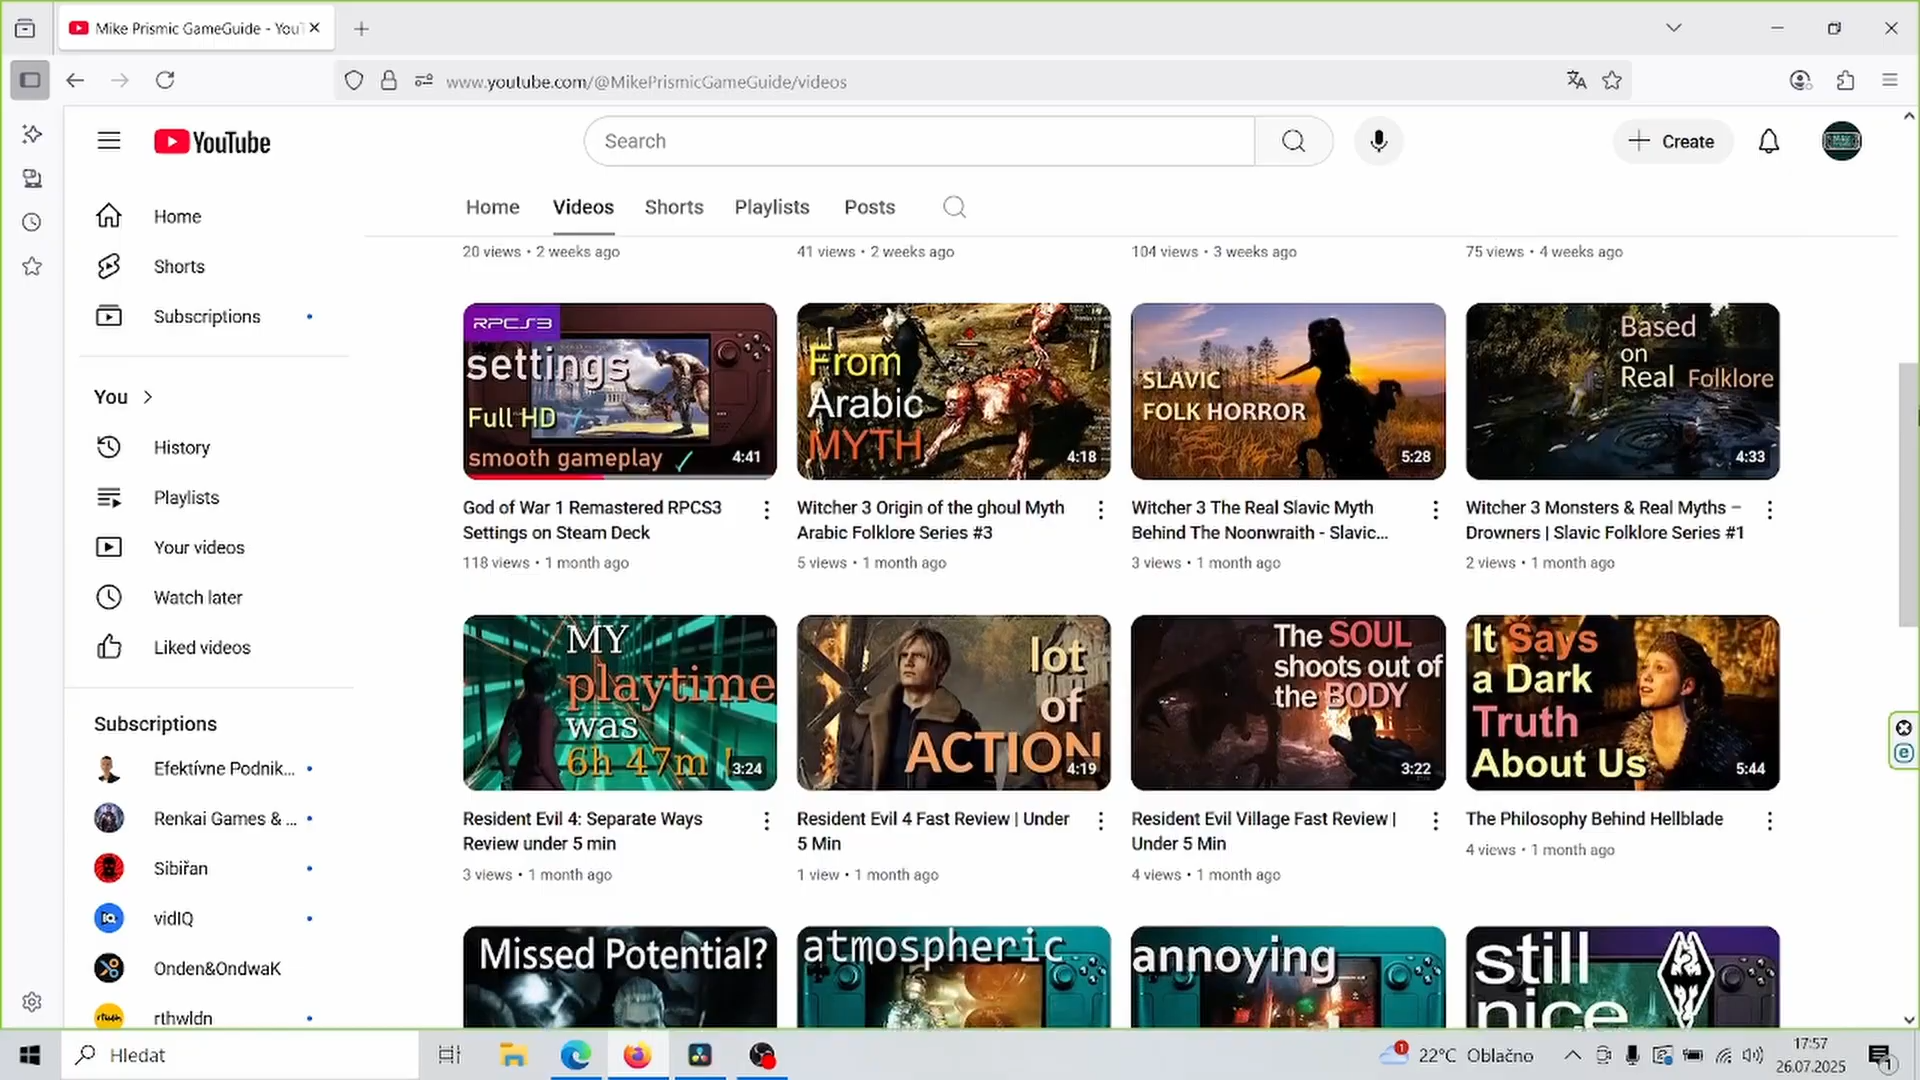 Mike Prismic GameGuide - YouT
www.youtube.com/@MikePrismicGameGuide/videos
YouTube
Search
Create
Home
Shorts
Subscriptions
You
History
Playlists
Your videos
Watch later
Liked videos
Subscriptions
Efektívne Podnik...
Renkai Games & ...
Sibiřan
vidIQ
Onden&OndwaK
rthwldn
Home Videos Shorts Playlists Posts
20 views • 2 weeks ago
41 views • 2 weeks ago
104 views • 3 weeks ago
75 views • 4 weeks ago
RPCS3
settings
Full HD
smooth gameplay
4:41
God of War 1 Remastered RPCS3
Settings on Steam Deck
118 views • 1 month ago
From
Arabic
MYTH
4:18
Witcher 3 Origin of the ghoul Myth
Arabic Folklore Series #3
5 views • 1 month ago
SLAVIC
FOLK HORROR
5:28
Witcher 3 The Real Slavic Myth
Behind The Noonwraith - Slavic...
3 views • 1 month ago
Based
on
Real Folklore
4:33
Witcher 3 Monsters & Real Myths –
Drowners | Slavic Folklore Series #1
2 views • 1 month ago
MY
playtime
was
6h 47m !
3:24
Resident Evil 4: Separate Ways
Review under 5 min
3 views • 1 month ago
lot
of
ACTION
4:19
Resident Evil 4 Fast Review | Under
5 Min
1 view • 1 month ago
The SOUL
shoots out of
the BODY
3:22
Resident Evil Village Fast Review |
Under 5 Min
4 views • 1 month ago
It Says
a Dark
Truth
About Us
5:44
The Philosophy Behind Hellblade
4 views • 1 month ago
Missed Potential?
atmospheric
annoying
still
nice
Hledat
1
22°C Oblačno
17:57
26.07.2025
1